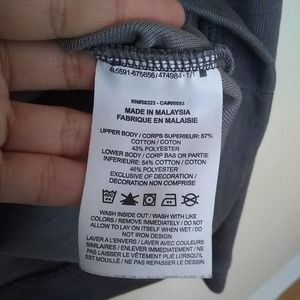 RN#56323 - CA#05553
MADE IN MALAYSIA
FABRIQUE EN MALAISIE
UPPER BODY / CORPS SUPERIEUR: 57%
COTTON / COTON
43% POLYESTER
LOWER BODY / CORP BAS OR PARTIE
INFERIEURE: 54% COTTON / COTON
46% POLYESTER
EXCLUSIVE OF DECORATION /
DECORATION NON COMPRISE
WASH INSIDE OUT / WASH WITH LIKE
COLORS / REMOVE IMMEDIATELY / DO NOT
ALLOW TO LAY ON ITSELF WHEN WET / DO
NOT IRON DECORATION
LAVER A L'ENVERS / LAVER AVEC COULEURS
SIMILAIRES / ENLEVER IMMEDIATEMENT / NE
PAS LAISSER LE VÊTEMENT PLIÉ LORSQU'IL
EST MOUILLÉ / NE PAS REPASSER LE DESSIN